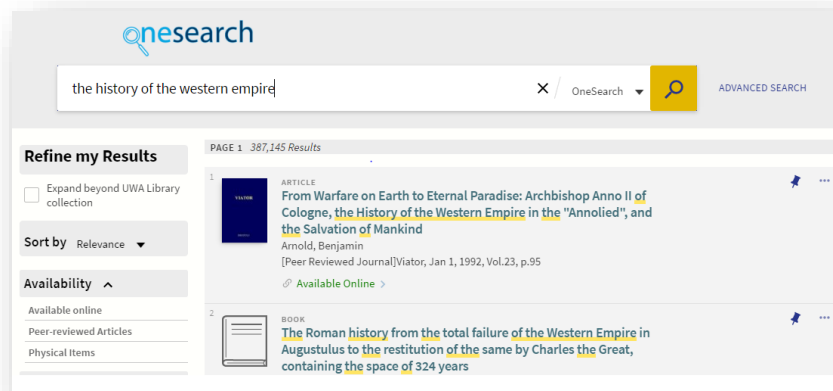 onesearch
the history of the western empire
OneSearch
ADVANCED SEARCH
Refine my Results
Expand beyond UWA Library
collection
Sort by Relevance
Availability
Available online
Peer-reviewed Articles
Physical Items
PAGE 1 387,145 Results
1
VIATOR
ARTICLE
From Warfare on Earth to Eternal Paradise: Archbishop Anno II of
Cologne, the History of the Western Empire in the "Annolied", and
the Salvation of Mankind
Arnold, Benjamin
[Peer Reviewed Journal]Viator, Jan 1, 1992, Vol.23, p.95
Available Online
2
BOOK
The Roman history from the total failure of the Western Empire in
Augustulus to the restitution of the same by Charles the Great,
containing the space of 324 years